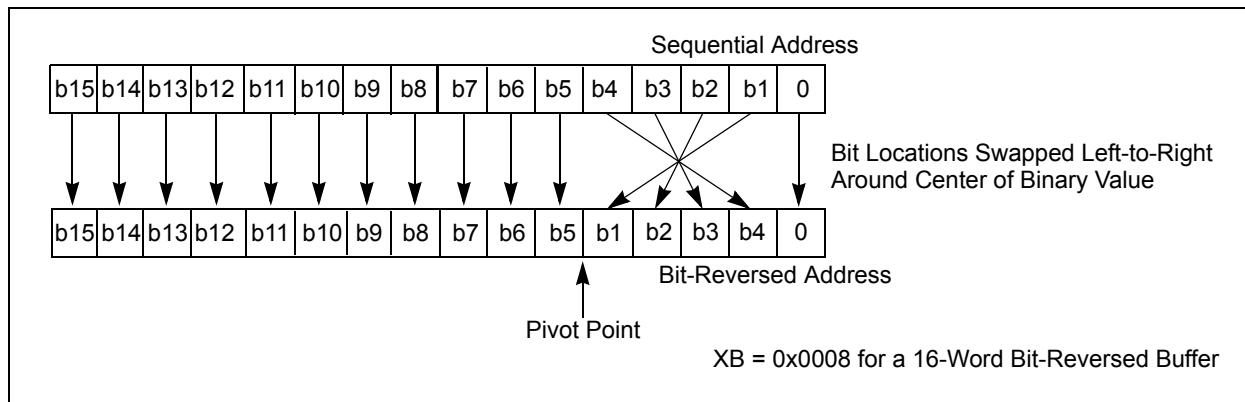 Sequential Address
b15 b14 b13 b12 b11 b10 b9 b8 b7 b6 b5 b4 b3 b2 b1 0
Bit Locations Swapped Left-to-Right
Around Center of Binary Value
b15 b14 b13 b12 b11 b10 b9 b8 b7 b6 b5 b1 b2 b3 b4 0
Bit-Reversed Address
Pivot Point
XB = 0x0008 for a 16-Word Bit-Reversed Buffer